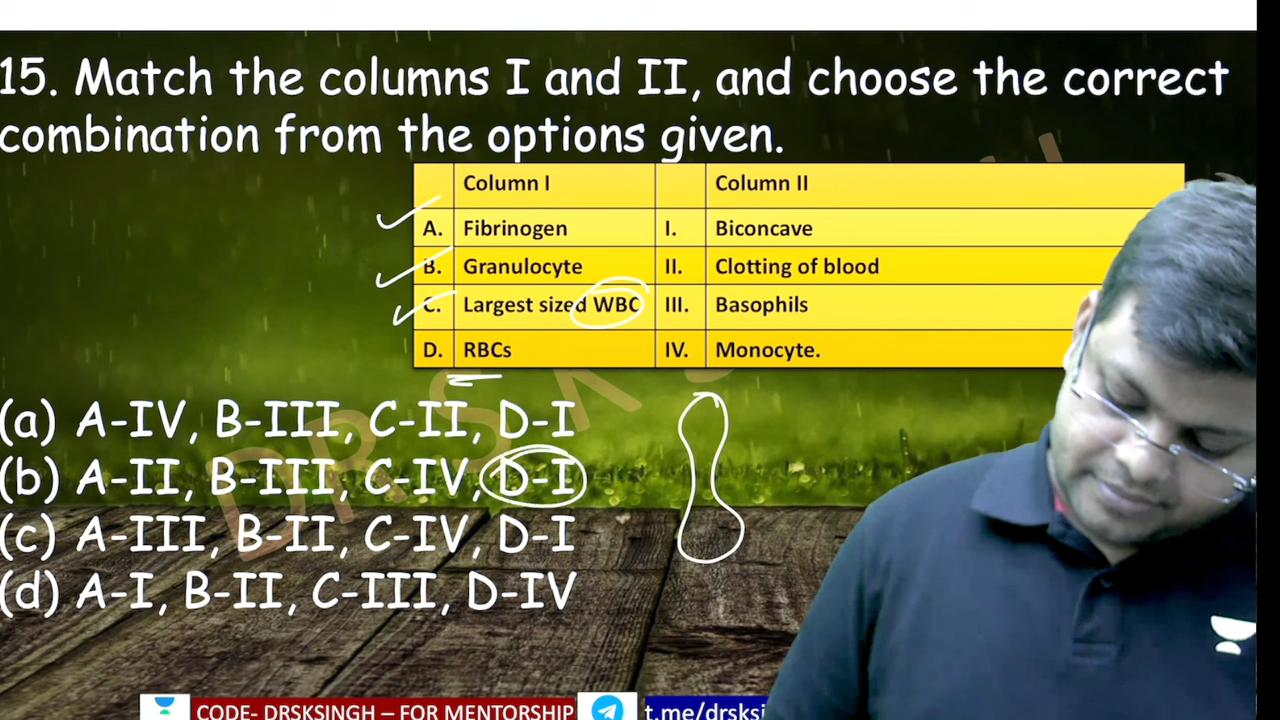 15. Match the columns I and II, and choose the correct
combination from the options given.
Column I Column II
A. Fibrinogen I. Biconcave
B. Granulocyte II. Clotting of blood
C. Largest sized WBC III. Basophils
D. RBCs IV. Monocyte.
(a) A-IV, B-III, C-II, D-I
(b) A-II, B-III, C-IV, D-I
(c) A-III, B-II, C-IV, D-I
(d) A-I, B-II, C-III, D-IV
CODE- DRSKSINGH – FOR MENTORSHIP t.me/drsksi